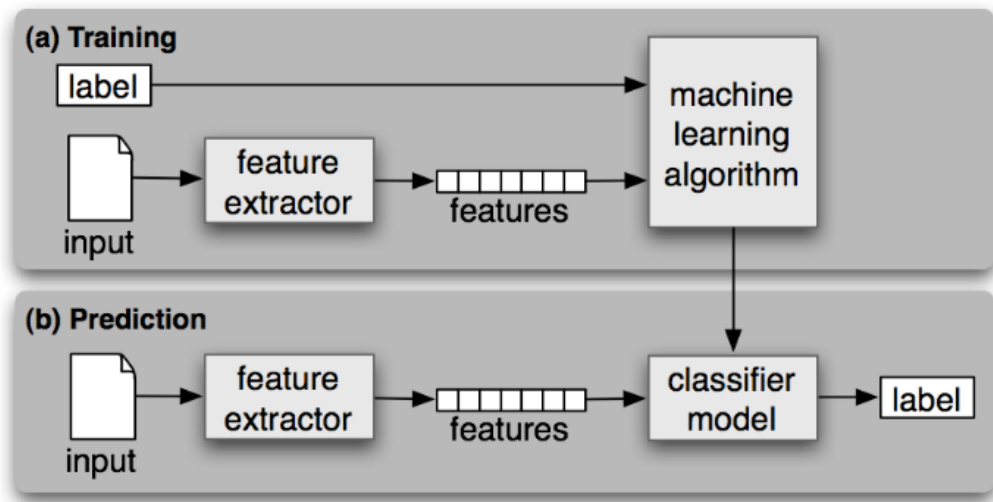 (a) Training
label
machine
learning
algorithm
feature
extractor
features
input
(b) Prediction
feature
extractor
features
classifier
model
label
input